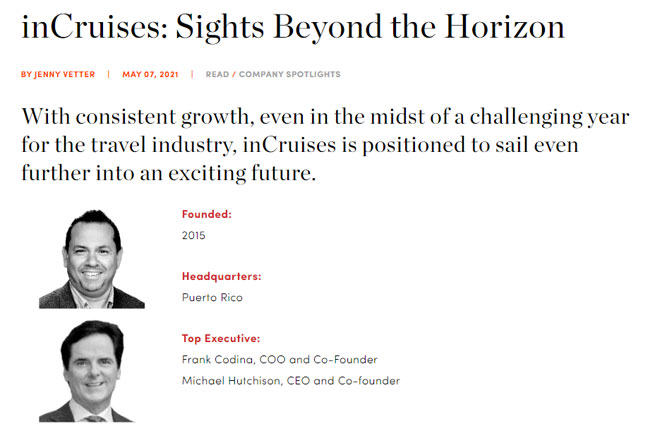 inCruises: Sights Beyond the Horizon
BY JENNY VETTER | MAY 07, 2021 | READ / COMPANY SPOTLIGHTS
With consistent growth, even in the midst of a challenging year
for the travel industry, inCruises is positioned to sail even
further into an exciting future.
Founded:
2015
Headquarters:
Puerto Rico
Top Executive:
Frank Codina, COO and Co-Founder
Michael Hutchison, CEO and Co-founder